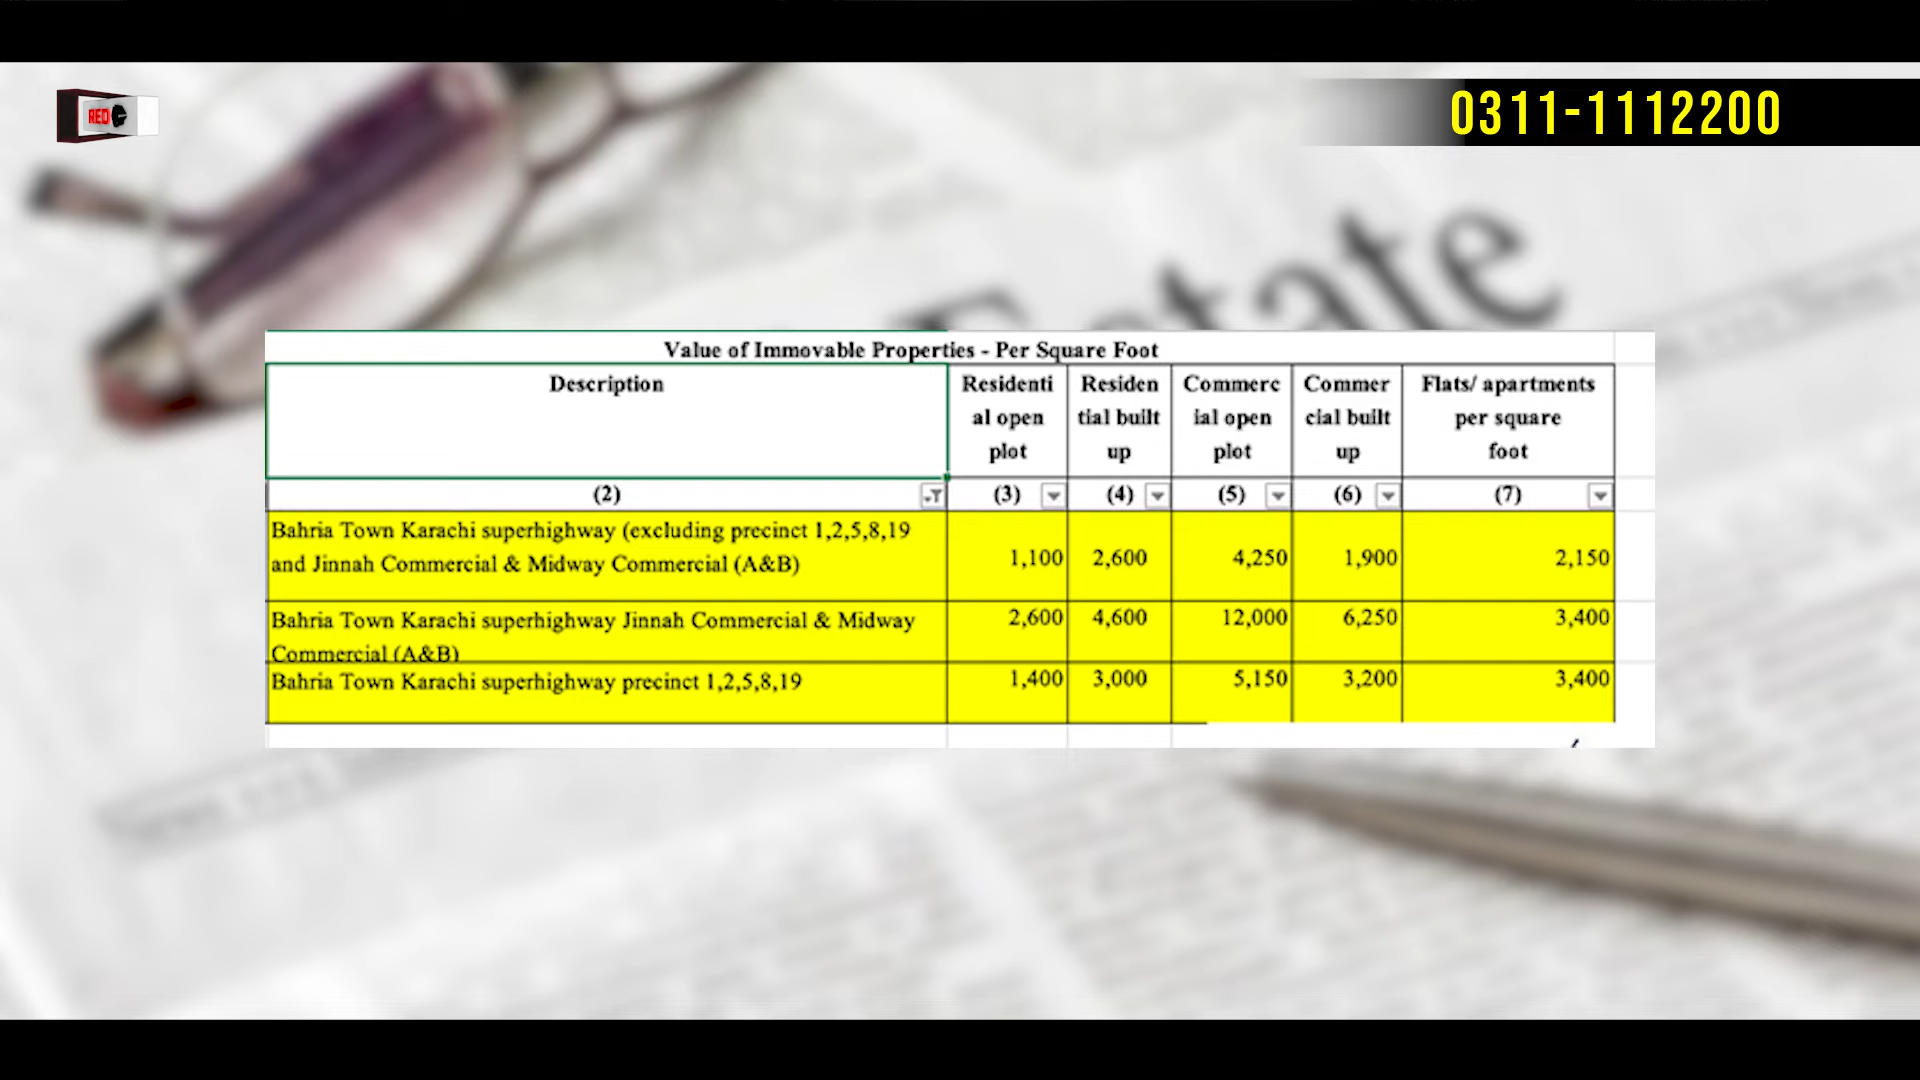 RED
0311-1112200
Estate
Value of Immovable Properties - Per Square Foot
Description
Residenti
al open
plot
Residen
tial built
up
Commerc
ial open
plot
Commer
cial built
up
Flats/ apartments
per square
foot
(2) (3) (4) (5) (6) (7)
Bahria Town Karachi superhighway (excluding precinct 1,2,5,8,19
and Jinnah Commercial & Midway Commercial (A&B)
1,100 2,600 4,250 1,900 2,150
Bahria Town Karachi superhighway Jinnah Commercial & Midway
Commercial (A&B)
2,600 4,600 12,000 6,250 3,400
Bahria Town Karachi superhighway precinct 1,2,5,8,19
1,400 3,000 5,150 3,200 3,400